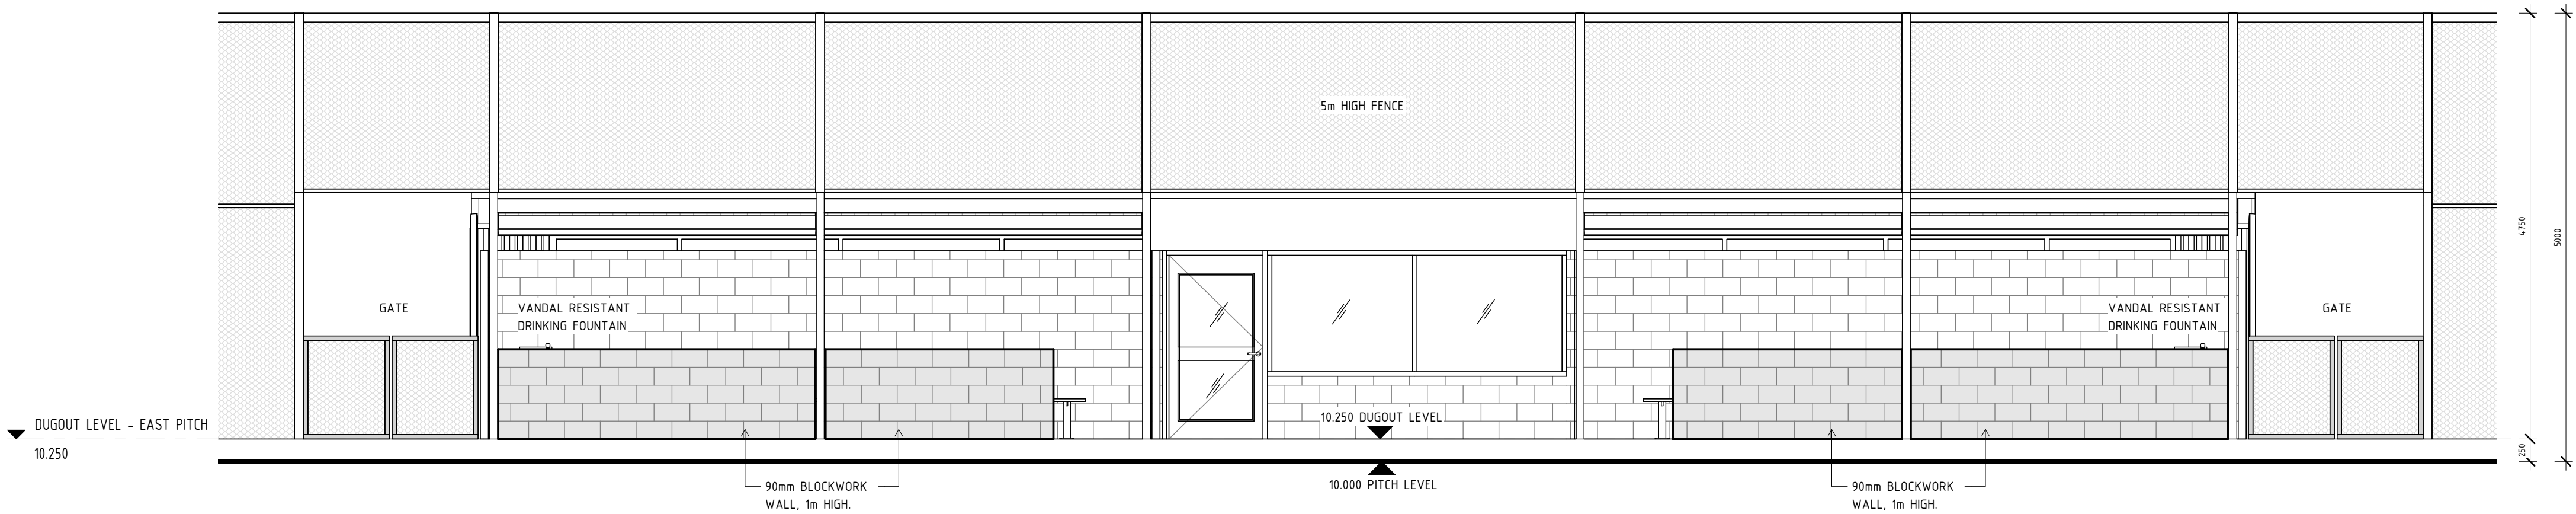 5m HIGH FENCE
4750
5000
GATE
VANDAL RESISTANT
DRINKING FOUNTAIN
VANDAL RESISTANT
DRINKING FOUNTAIN
GATE
DUGOUT LEVEL - EAST PITCH
10.250
10.250 DUGOUT LEVEL
250
10.000 PITCH LEVEL
90mm BLOCKWORK
WALL, 1m HIGH.
90mm BLOCKWORK
WALL, 1m HIGH.